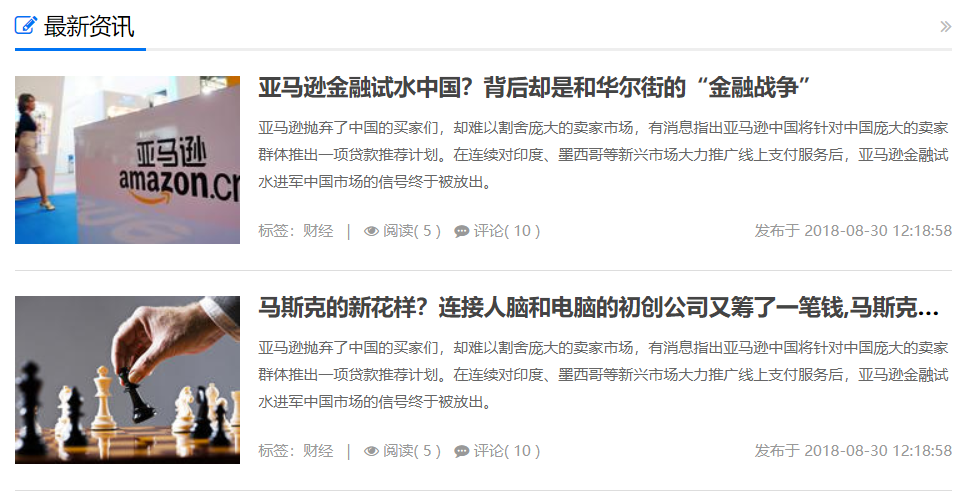 最新资讯
亚马逊金融试水中国？背后却是和华尔街的“金融战争”
亚马逊抛弃了中国的买家们，却难以割舍庞大的卖家市场，有消息指出亚马逊中国将针对中国庞大的卖家
群体推出一项贷款推荐计划。在连续对印度、墨西哥等新兴市场大力推广线上支付服务后，亚马逊金融试
水进军中国市场的信号终于被放出。
亚马逊
amazon.cn
标签：财经 | 阅读( 5 ) 评论( 10 ) 发布于 2018-08-30 12:18:58
马斯克的新花样？连接人脑和电脑的初创公司又筹了一笔钱,马斯克...
亚马逊抛弃了中国的买家们，却难以割舍庞大的卖家市场，有消息指出亚马逊中国将针对中国庞大的卖家
群体推出一项贷款推荐计划。在连续对印度、墨西哥等新兴市场大力推广线上支付服务后，亚马逊金融试
水进军中国市场的信号终于被放出。
标签：财经 | 阅读( 5 ) 评论( 10 ) 发布于 2018-08-30 12:18:58